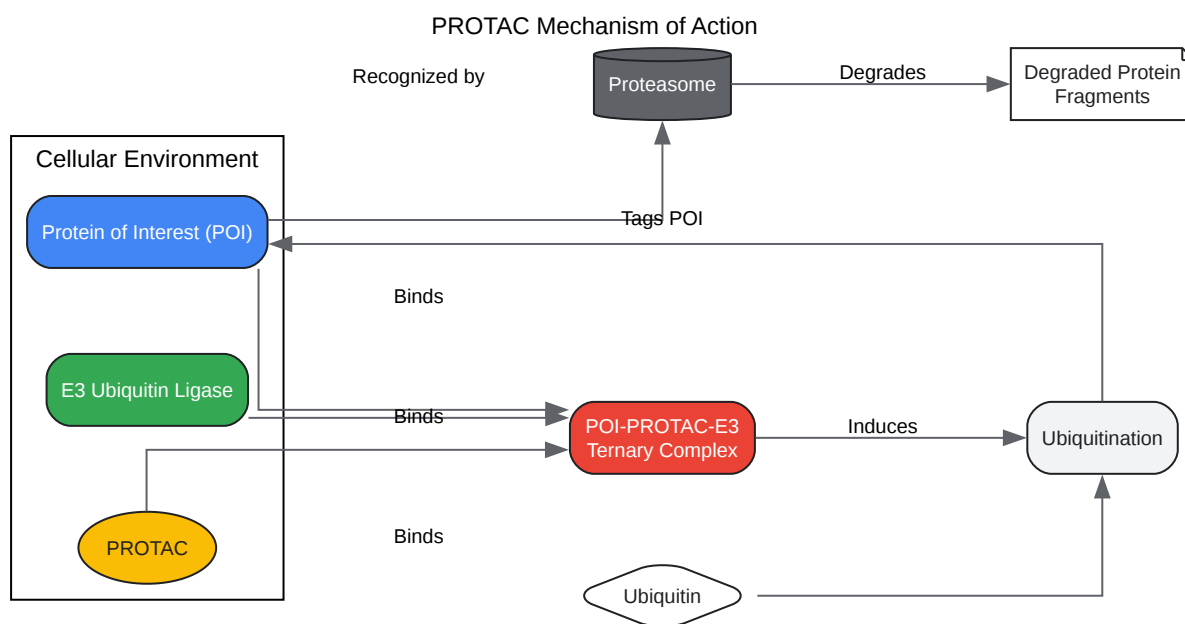 PROTAC Mechanism of Action
Recognized by
Proteasome
Degrades
Degraded Protein
Fragments
Cellular Environment
Protein of Interest (POI)
Tags POI
Binds
E3 Ubiquitin Ligase
Binds
POI-PROTAC-E3
Ternary Complex
Induces
Ubiquitination
PROTAC
Binds
Ubiquitin